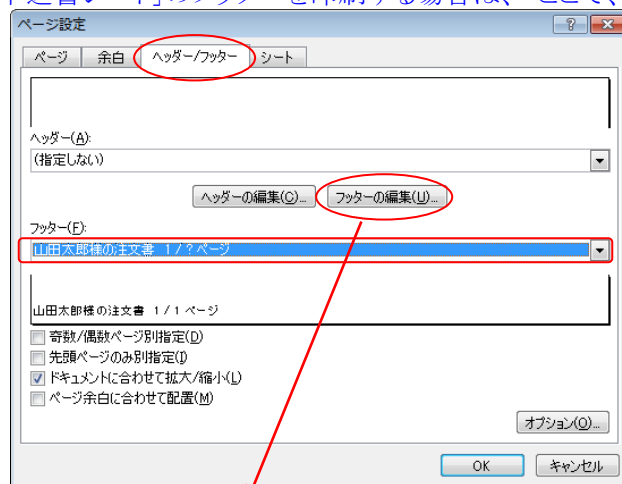 ページ設定
ページ 余白 ヘッダー/フッター シート
ヘッダー(A):
(指定しない)
ヘッダーの編集(C)... フッターの編集(U)...
フッター(F):
山田太郎様の注文書 1/?ページ
山田太郎様の注文書 1/1 ページ
奇数/偶数ページ別指定(D)
先頭ページのみ別指定(I)
ドキュメントに合わせて拡大/縮小(L)
ページ余白に合わせて配置(M)
オプション(O)...
OK キャンセル